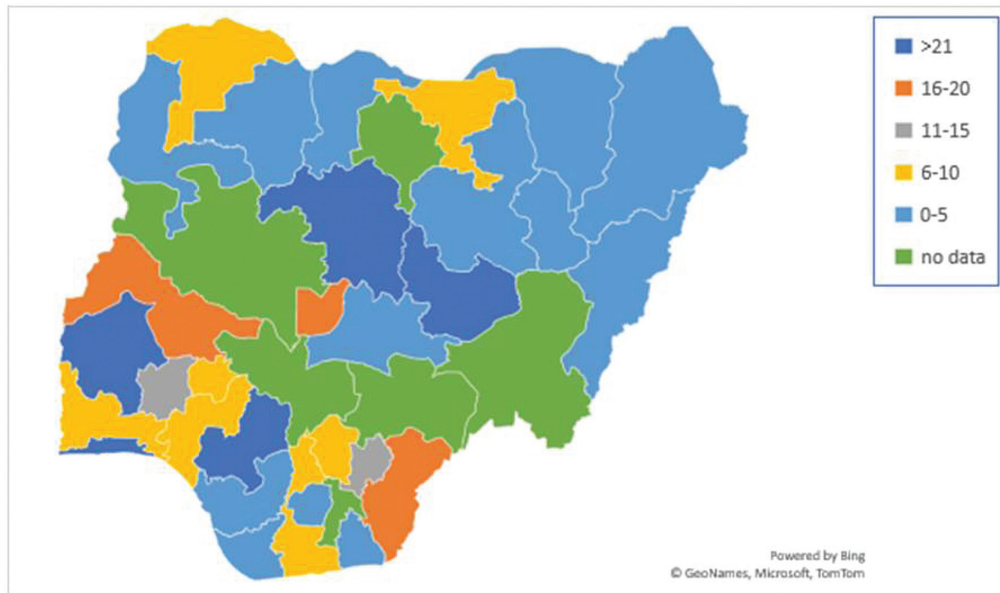 >21
16-20
11-15
6-10
0-5
no data
Powered by Bing
© GeoNames, Microsoft, TomTom